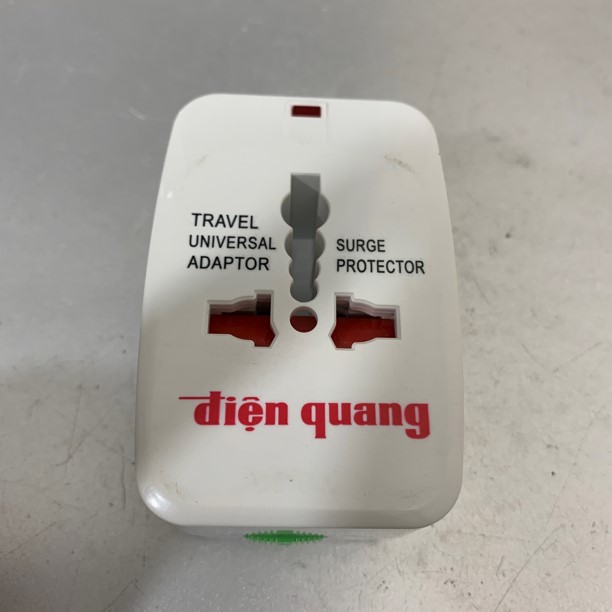 TRAVEL
UNIVERSAL
ADAPTOR
SURGE
PROTECTOR
điện quang